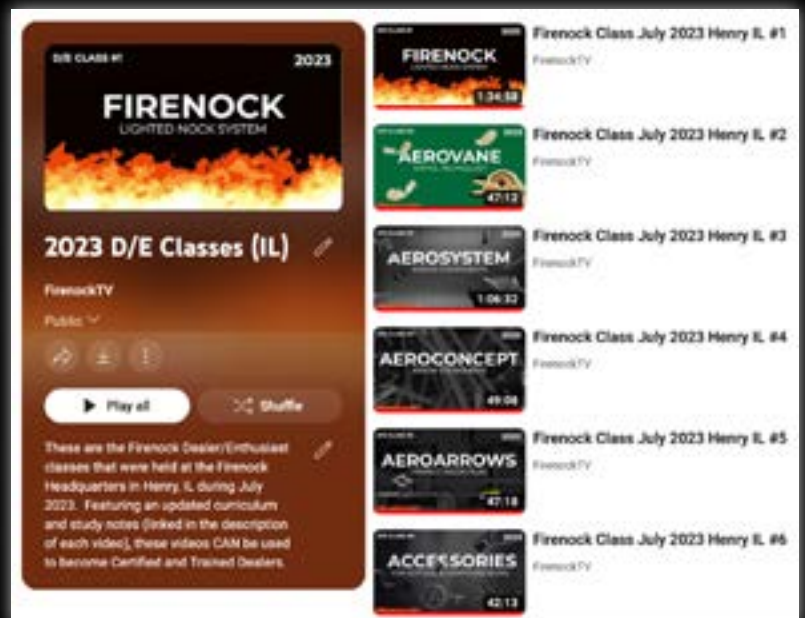 D/E CLASS #1
2023
FIRENOCK
LIGHTED NOCK SYSTEM
2023 D/E Classes (IL)
FirenockTV
Public
Play all
Shuffle
These are the Firenock Dealer/Enthusiast
classes that were held at the Firenock
Headquarters in Henry, IL during July
2023. Featuring an updated curriculum
and study notes (linked in the description
of each video), these videos CAN be used
to become Certified and Trained Dealers.
FIRENOCK
1:34:58
Firenock Class July 2023 Henry IL #1
FirenockTV
AEROVANE
47:12
Firenock Class July 2023 Henry IL #2
FirenockTV
AEROSYSTEM
1:06:32
Firenock Class July 2023 Henry IL #3
FirenockTV
AEROCONCEPT
49:08
Firenock Class July 2023 Henry IL #4
FirenockTV
AEROARROWS
47:18
Firenock Class July 2023 Henry IL #5
FirenockTV
ACCESSORIES
42:13
Firenock Class July 2023 Henry IL #6
FirenockTV